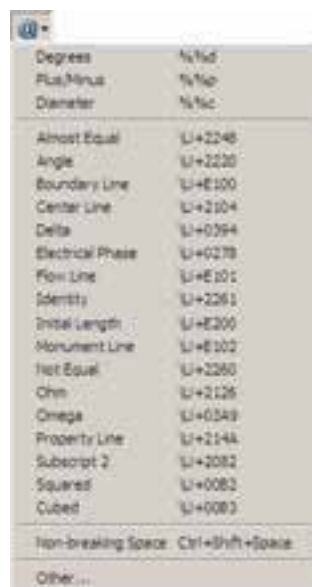 @
Degrees %%d
Plus/Minus %%p
Diameter %%c
Almost Equal \U+2248
Angle \U+2220
Boundary Line \U+E100
Center Line \U+2104
Delta \U+0394
Electrical Phase \U+0278
Flow Line \U+E101
Identity \U+2261
Initial Length \U+E200
Monument Line \U+E102
Not Equal \U+2260
Ohm \U+2126
Omega \U+03A9
Property Line \U+214A
Subscript 2 \U+2082
Squared \U+00B2
Cubed \U+00B3
Non-breaking Space Ctrl+Shift+Space
Other...